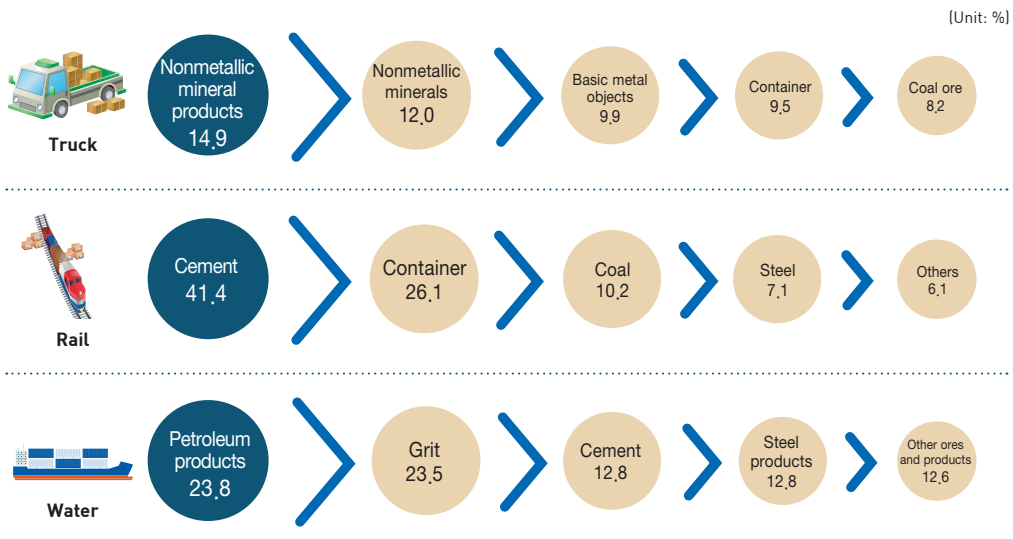 (Unit: %)
Nonmetallic
mineral
products
14.9
Nonmetallic
minerals
12.0
Basic metal
objects
9.9
Container
9.5
Coal ore
8.2
Truck
Cement
41.4
Container
26.1
Coal
10.2
Steel
7.1
Others
6.1
Rail
Petroleum
products
23.8
Grit
23.5
Cement
12.8
Steel
products
12.8
Other ores
and products
12.6
Water